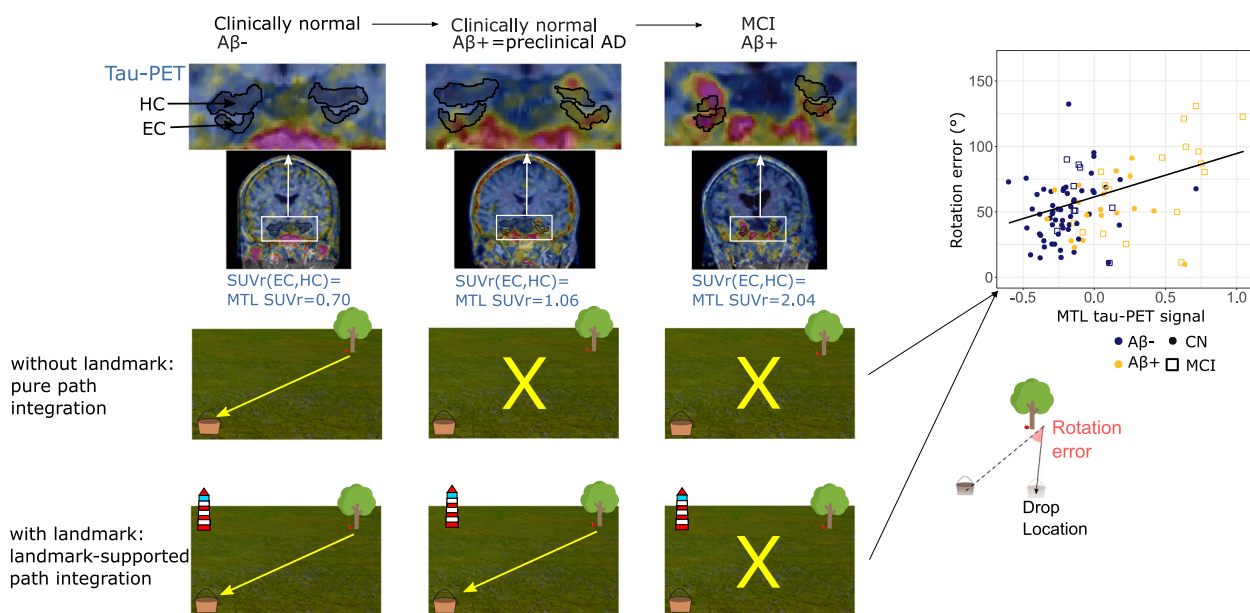 Clinically normal
Aβ-
Clinically normal
Aβ+=preclinical AD
MCI
Aβ+
Tau-PET
HC
EC
SUVr(EC,HC)=
MTL SUVr=0,70
SUVr(EC,HC)=
MTL SUVr=1.06
SUVr(EC,HC)=
MTL SUVr=2,04
without landmark:
pure path
integration
X
X
with landmark:
landmark-supported
path integration
X
Rotation error (°)
150
100
50
0
-0.5
0.0
0.5
1.0
MTL tau-PET signal
Aβ-
CN
Aβ+
MCI
Rotation
error
Drop
Location